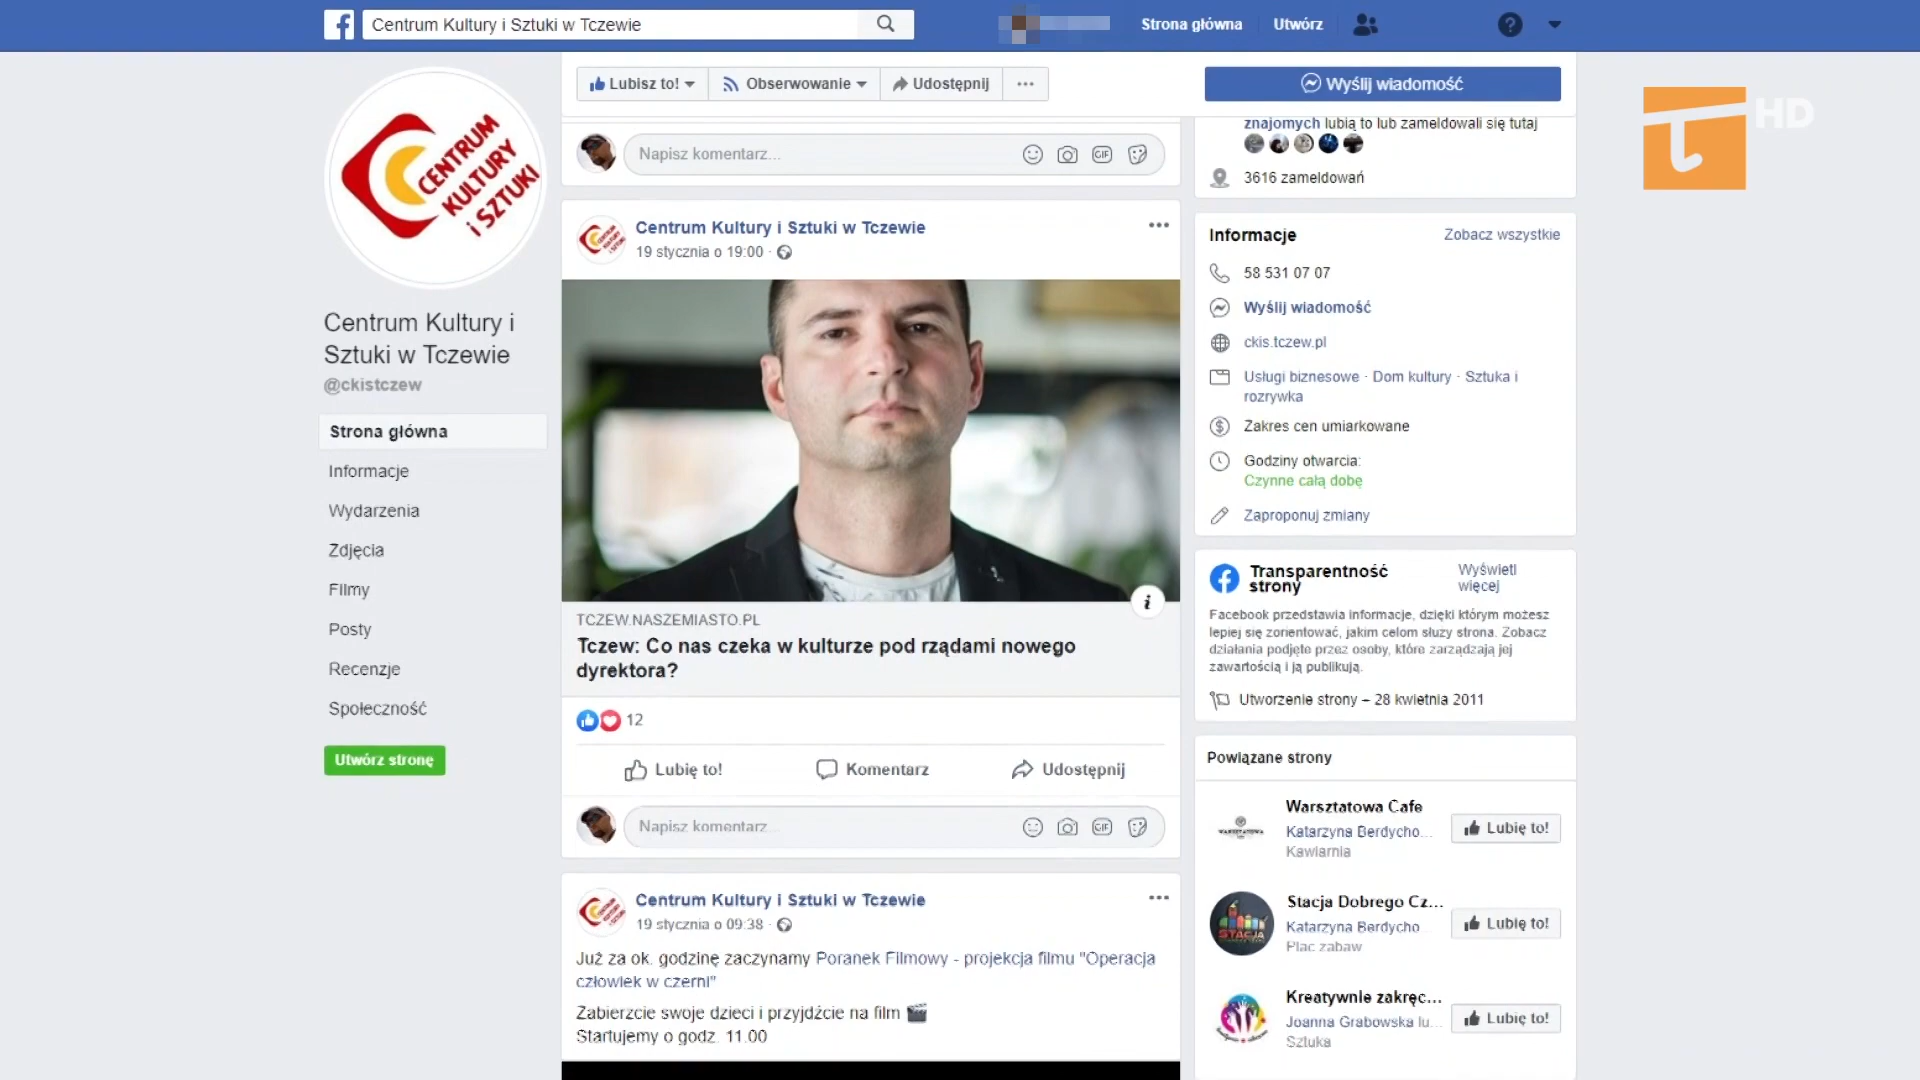 Centrum Kultury i Sztuki w Tczewie
Strona główna
Utwórz
HD
CENTRUM
KULTURY
i SZTUKI
Centrum Kultury i
Sztuki w Tczewie
@ckistczew
Strona główna
Informacje
Wydarzenia
Zdjęcia
Filmy
Posty
Recenzje
Społeczność
Utwórz stronę
Lubisz to!
Obserwowanie
Udostępnij
Wyślij wiadomość
Napisz komentarz...
GIF
Centrum Kultury i Sztuki w Tczewie
19 stycznia o 19:00 ·
TCZEW.NASZEMIASTO.PL
Tczew: Co nas czeka w kulturze pod rządami nowego
dyrektora?
12
Lubię to!
Komentarz
Udostępnij
Napisz komentarz...
GIF
Centrum Kultury i Sztuki w Tczewie
19 stycznia o 09:38 ·
Już za ok. godzinę zaczynamy Poranek Filmowy - projekcja filmu "Operacja
człowiek w czerni"
Zabierzcie swoje dzieci i przyjdźcie na film
Startujemy o godz. 11.00
znajomych lubią to lub zameldowali się tutaj
3616 zameldowań
Informacje
Zobacz wszystkie
58 531 07 07
Wyślij wiadomość
ckis.tczew.pl
Usługi biznesowe · Dom kultury · Sztuka i
rozrywka
Zakres cen umiarkowane
Godziny otwarcia:
Czynne całą dobę
Zaproponuj zmiany
Transparentność
strony
Wyświetl
więcej
Facebook przedstawia informacje, dzięki którym możesz
lepiej się zorientować, jakim celom służy strona. Zobacz
działania podjęte przez osoby, które zarządzają jej
zawartością i ją publikują.
Utworzenie strony – 28 kwietnia 2011
Powiązane strony
Warsztatowa Cafe
Katarzyna Berdycho...
Kawiarnia
Lubię to!
Stacja Dobrego Cz...
Katarzyna Berdycho...
Plac zabaw
Lubię to!
STACJA
Kreatywnie zakręc...
Joanna Grabowska lu...
Sztuka
Lubię to!